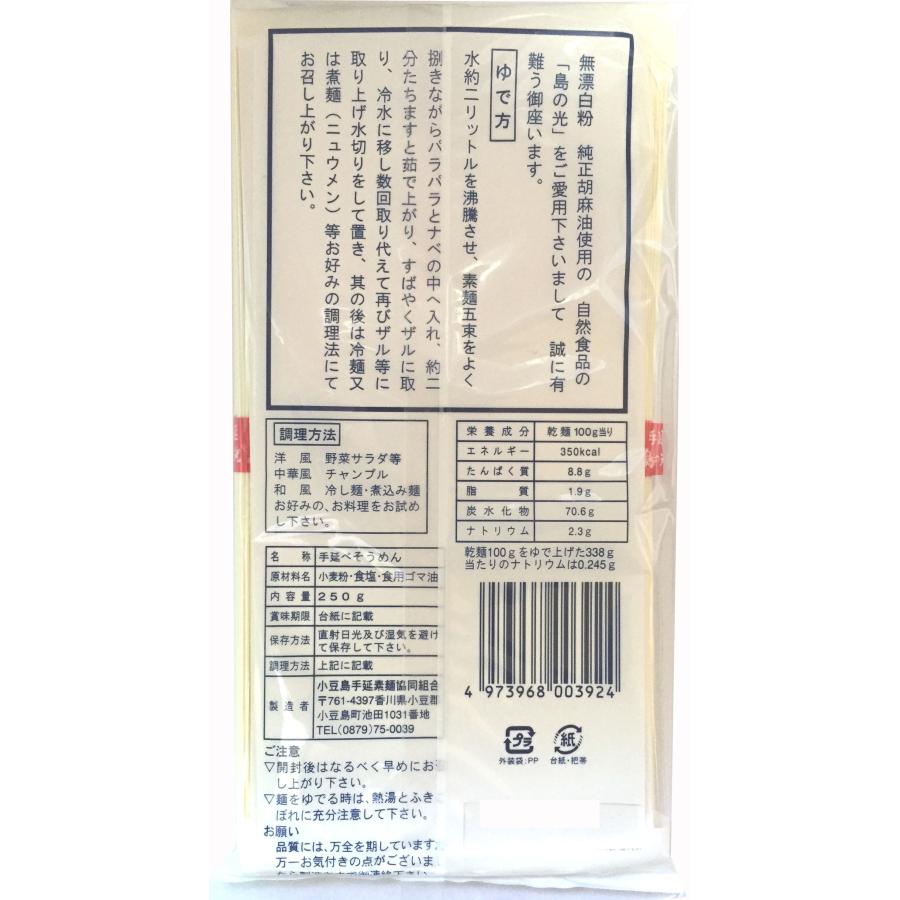 無漂白粉 純正胡麻油使用の 自然食品の
「島の光」をご愛用下さいまして 誠に有
難う御座います。
ゆで方
水約二リットルを沸騰させ、素麺五束をよく
捌きながらパラパラとナベの中へ入れ、約二
分たちますと茹で上がり、すばやくザルに取
り、冷水に移し数回取り代えて再びザル等に
取り上げ水切りをして置き、其の後は冷麺又
は煮麺（ニュウメン）等お好みの調理法にて
お召し上がり下さい。
調理方法
洋風 野菜サラダ等
中華風 チャンプル
和風 冷し麺・煮込み麺
お好みの、お料理をお試め
し下さい。
栄養成分 乾麺100g当り
エネルギー 350kcal
たんぱく質 8.8g
脂質 1.9g
炭水化物 70.6g
ナトリウム 2.3g
乾麺100gをゆで上げた338g
当たりのナトリウムは0.245g
名称 手延べそうめん
原材料名 小麦粉・食塩・食用ゴマ油
内容量 250g
賞味期限 台紙に記載
保存方法 直射日光及び湿気を避け
て保存して下さい。
調理方法 上記に記載
製造者 小豆島手延素麺協同組合
〒761-4397香川県小豆郡
小豆島町池田1031番地
TEL(0879)75-0039
4 973968 003924
プラ
外装袋:PP
紙
台紙・把帯
ご注意
▽開封後はなるべく早めにお召
し上がり下さい。
▽麺をゆでる時は、熱湯とふきこ
ぼれに充分注意して下さい。
お願い
品質には、万全を期しています
万一お気付きの点がございま